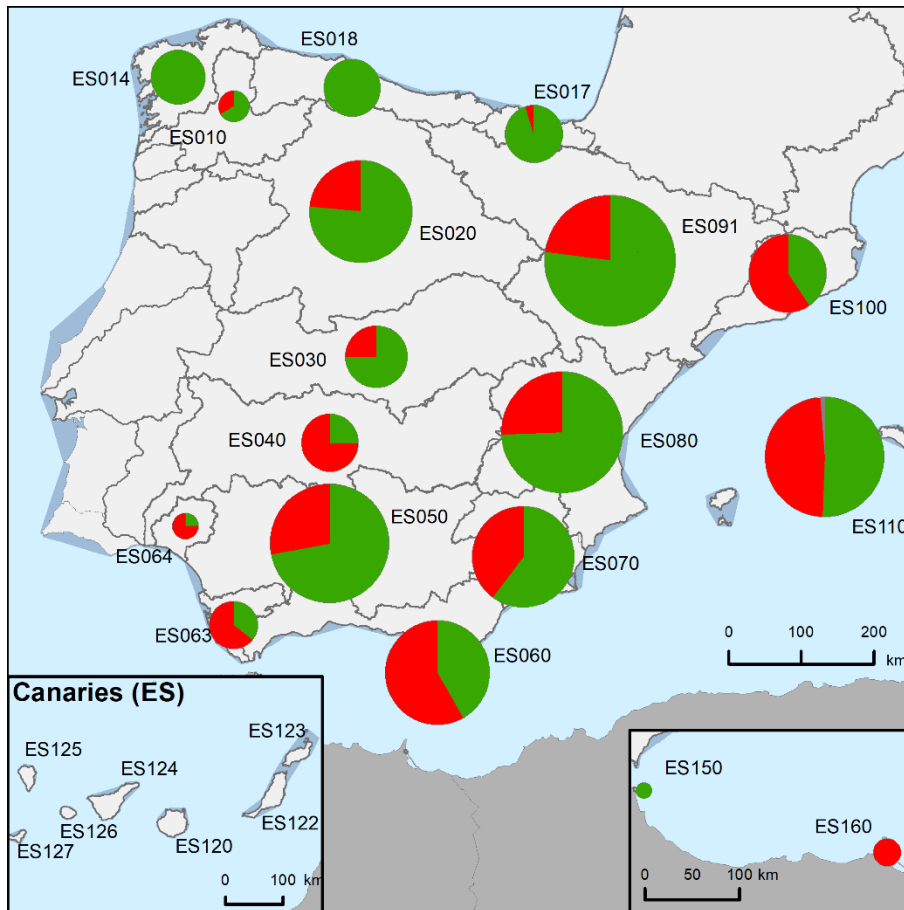 ES018
ES014
ES017
ES010
ES020
ES091
ES100
ES030
ES040
ES080
ES050
ES110
ES064
ES070
ES063
ES060
0 100 200
km
Canaries (ES)
ES123
ES125
ES124
ES126
ES122
ES127
ES120
0 100
km
ES150
ES160
0 50 100
km